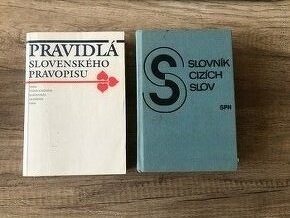 PRAVIDLÁ
SLOVENSKÉHO
PRAVOPISU
SLOVNÍK
CIZÍCH
SLOV
SPN